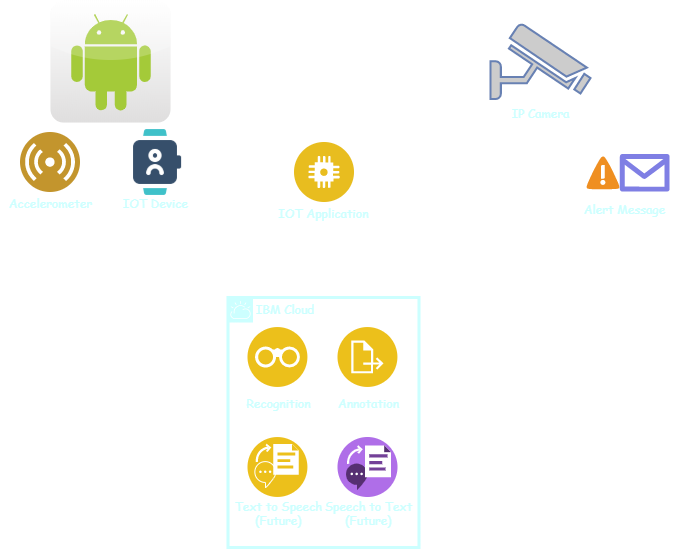 IP Camera
Accelerometer
IOT Device
Alert Message
IOT Application
IBM Cloud
Recognition
Annotation
Text to Speech
(Future)
Speech to Text
(Future)